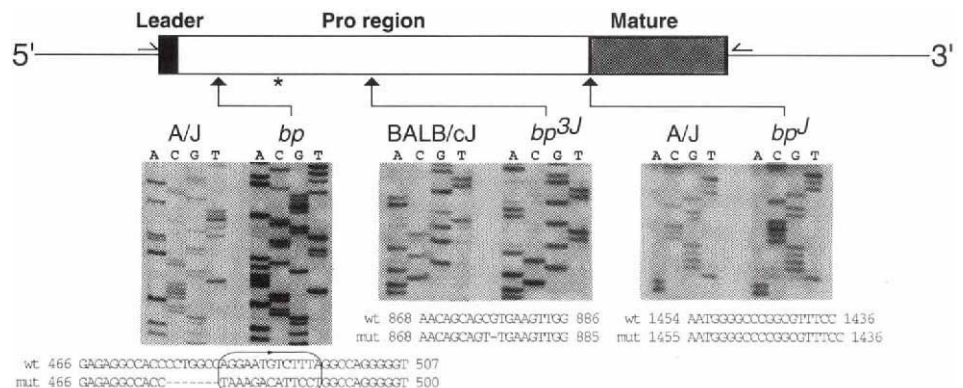 Leader Pro region Mature
5' 3'
*
A/J bp BALB/cJ bp3J A/J bpJ
A C G T A C G T A C G T A C G T A C G T A C G T
wt 868 AACAGCAGCGTGAAGTTGG 886
mut 868 AACAGCAGT-TGAAGTTGG 885
wt 1454 AATGGGGCCCGGCGTTTCC 1436
mut 1455 AATGGGGCCCCGGCGTTTCC 1436
wt 466 GAGAGGCCACCCCTGGCGAGGAATGTCTTTAGGCCAGGGGGT 507
mut 466 GAGAGGCCACC-------TAAAGACATTCCTGGCCAGGGGGT 500